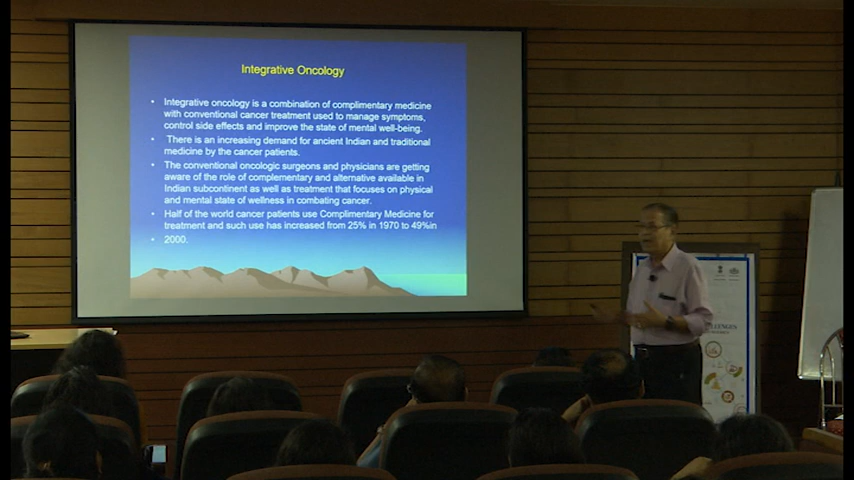 Integrative Oncology
• Integrative oncology is a combination of complimentary medicine
with conventional cancer treatment used to manage symptoms,
control side effects and improve the state of mental well-being.
• There is an increasing demand for ancient Indian and traditional
medicine by the cancer patients.
• The conventional oncologic surgeons and physicians are getting
aware of the role of complementary and alternative available in
Indian subcontinent as well as treatment that focuses on physical
and mental state of wellness in combating cancer.
• Half of the world cancer patients use Complimentary Medicine for
treatment and such use has increased from 25% in 1970 to 49%in
• 2000.